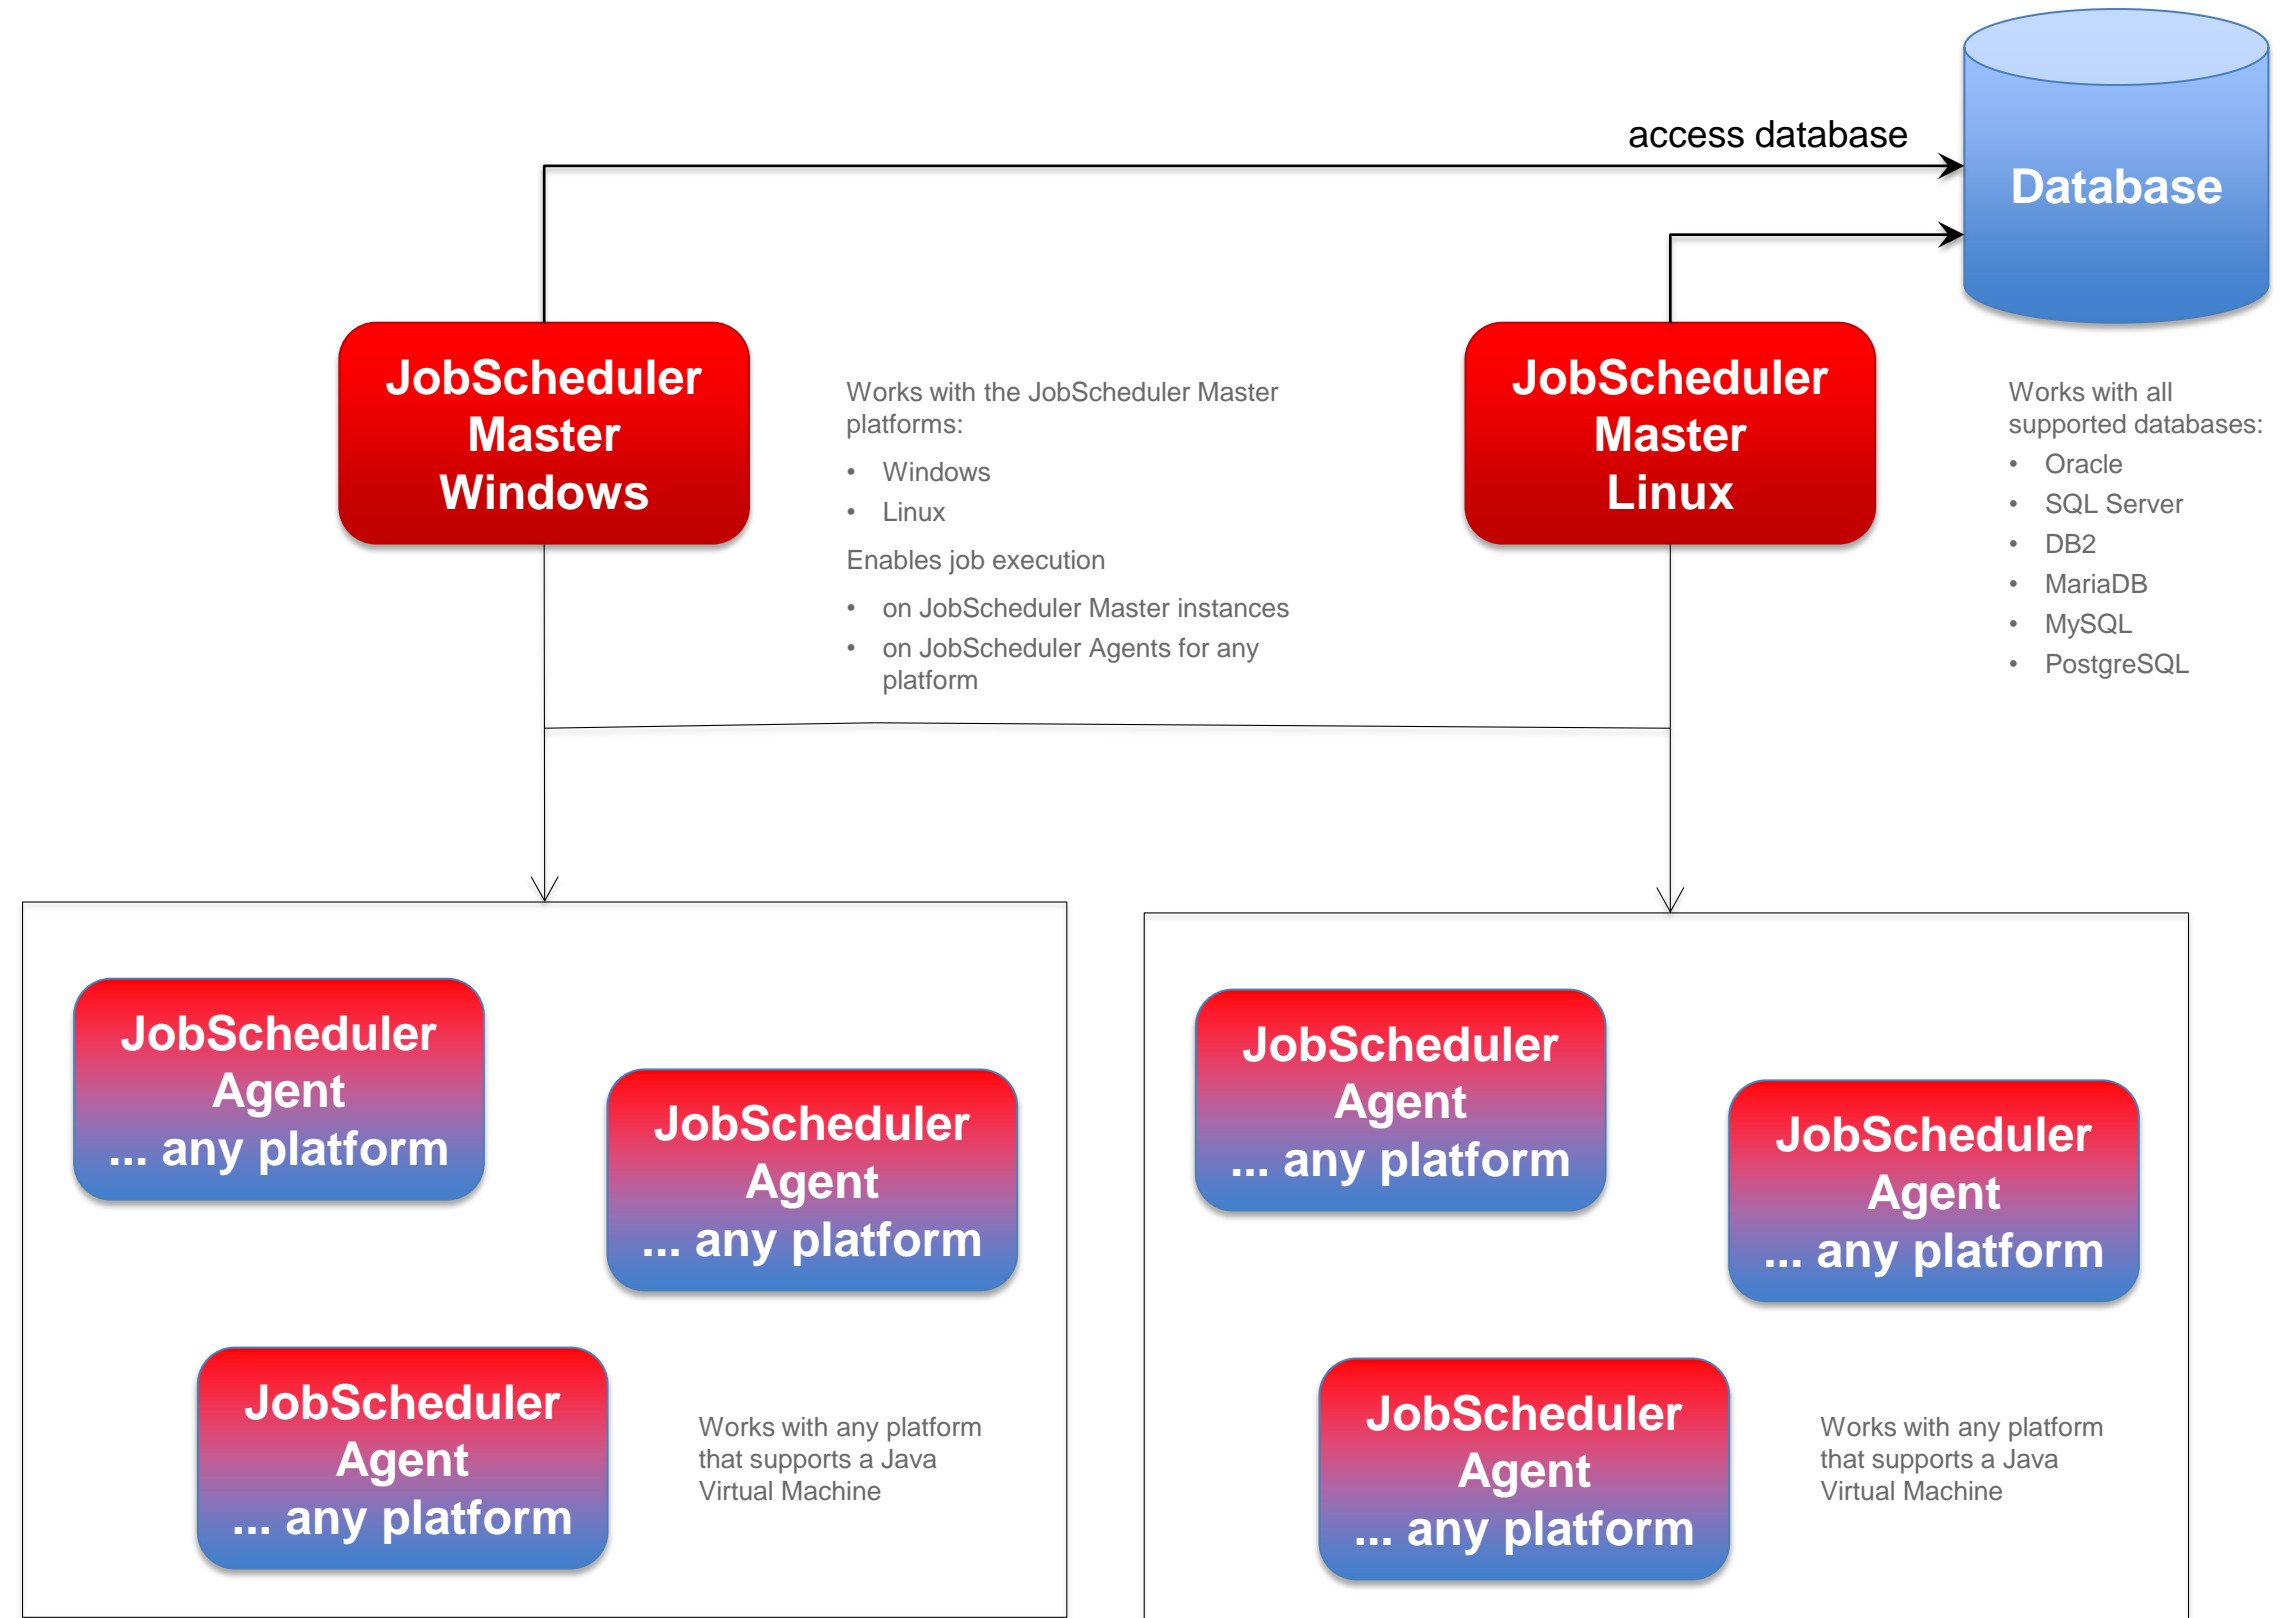 access database
Database
JobScheduler
Master
Windows
Works with the JobScheduler Master
platforms:
• Windows
• Linux
Enables job execution
• on JobScheduler Master instances
• on JobScheduler Agents for any
platform
JobScheduler
Master
Linux
Works with all
supported databases:
• Oracle
• SQL Server
• DB2
• MariaDB
• MySQL
• PostgreSQL
JobScheduler
Agent
... any platform
JobScheduler
Agent
... any platform
JobScheduler
Agent
... any platform
Works with any platform
that supports a Java
Virtual Machine
JobScheduler
Agent
... any platform
JobScheduler
Agent
... any platform
JobScheduler
Agent
... any platform
Works with any platform
that supports a Java
Virtual Machine